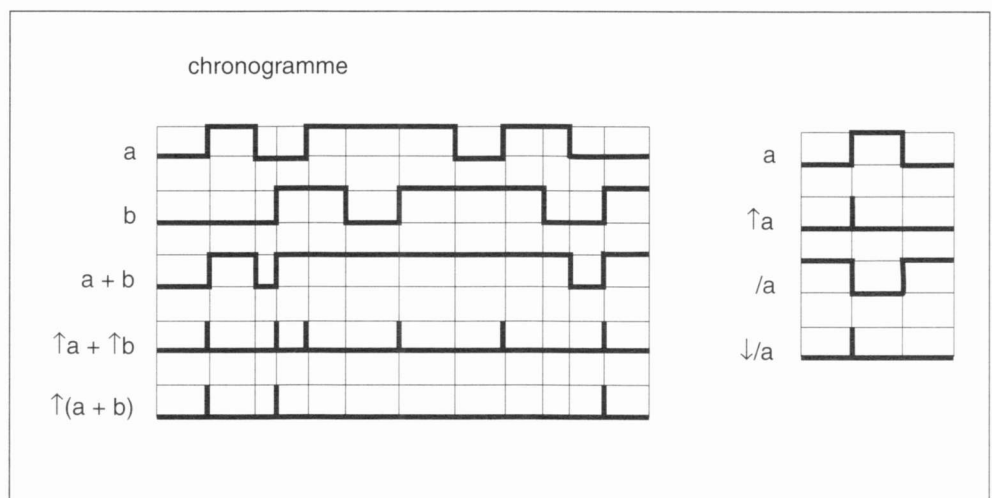 chronogramme
a
b
a + b
↑a + ↑b
↑(a + b)
a
↑a
/a
↓/a